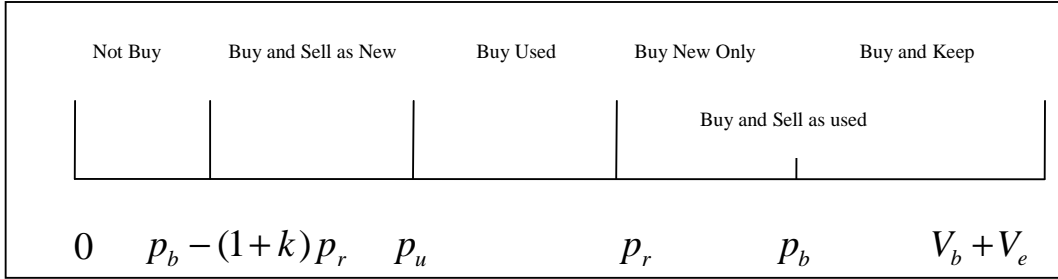 Not Buy Buy and Sell as New Buy Used Buy New Only Buy and Keep
Buy and Sell as used
0 p_b − (1 + k) p_r p_u p_r p_b V_b + V_e